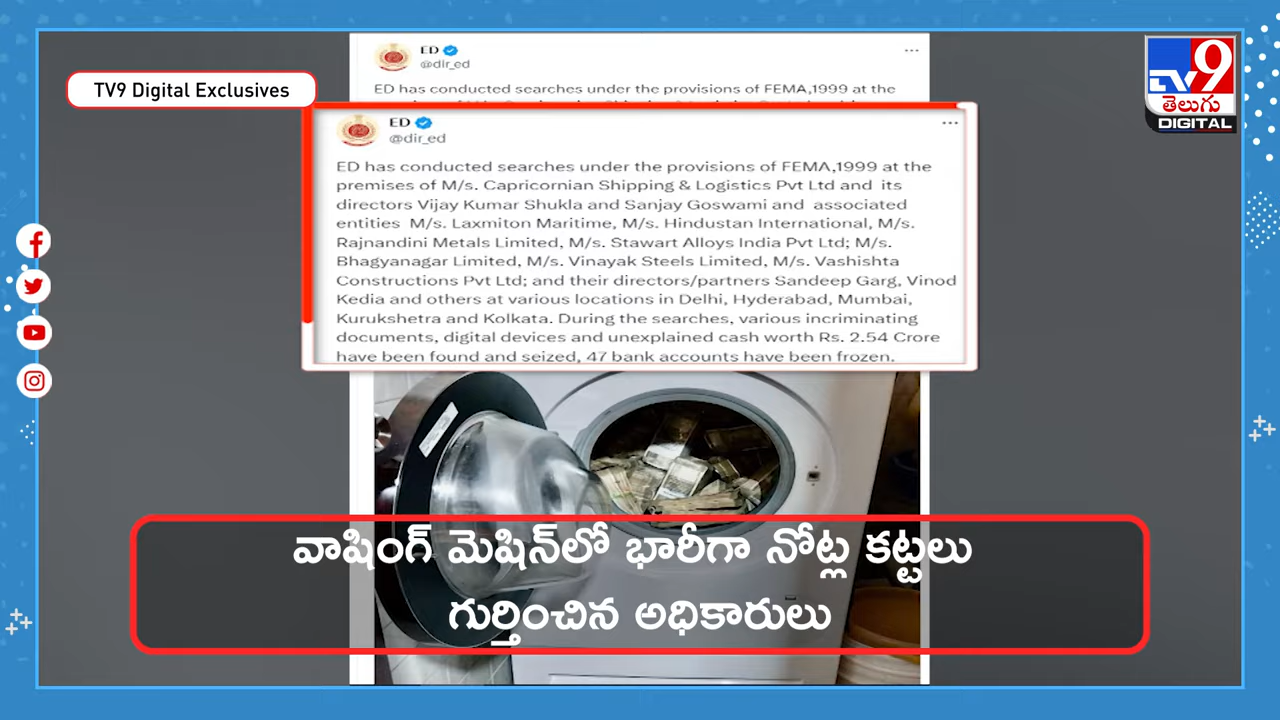 TV9 Digital Exclusives
ED
@dir_ed
ED has conducted searches under the provisions of FEMA,1999 at the
TV9
తెలుగు
DIGITAL
ED
@dir_ed
ED has conducted searches under the provisions of FEMA,1999 at the
premises of M/s. Capricornian Shipping & Logistics Pvt Ltd and its
directors Vijay Kumar Shukla and Sanjay Goswami and associated
entities M/s. Laxmiton Maritime, M/s. Hindustan International, M/s.
Rajnandini Metals Limited, M/s. Stawart Alloys India Pvt Ltd; M/s.
Bhagyanagar Limited, M/s. Vinayak Steels Limited, M/s. Vashishta
Constructions Pvt Ltd; and their directors/partners Sandeep Garg, Vinod
Kedia and others at various locations in Delhi, Hyderabad, Mumbai,
Kurukshetra and Kolkata. During the searches, various incriminating
documents, digital devices and unexplained cash worth Rs. 2.54 Crore
have been found and seized, 47 bank accounts have been frozen.
వాషింగ్ మెషిన్‌లో భారీగా నోట్ల కట్టలు
గుర్తించిన అధికారులు